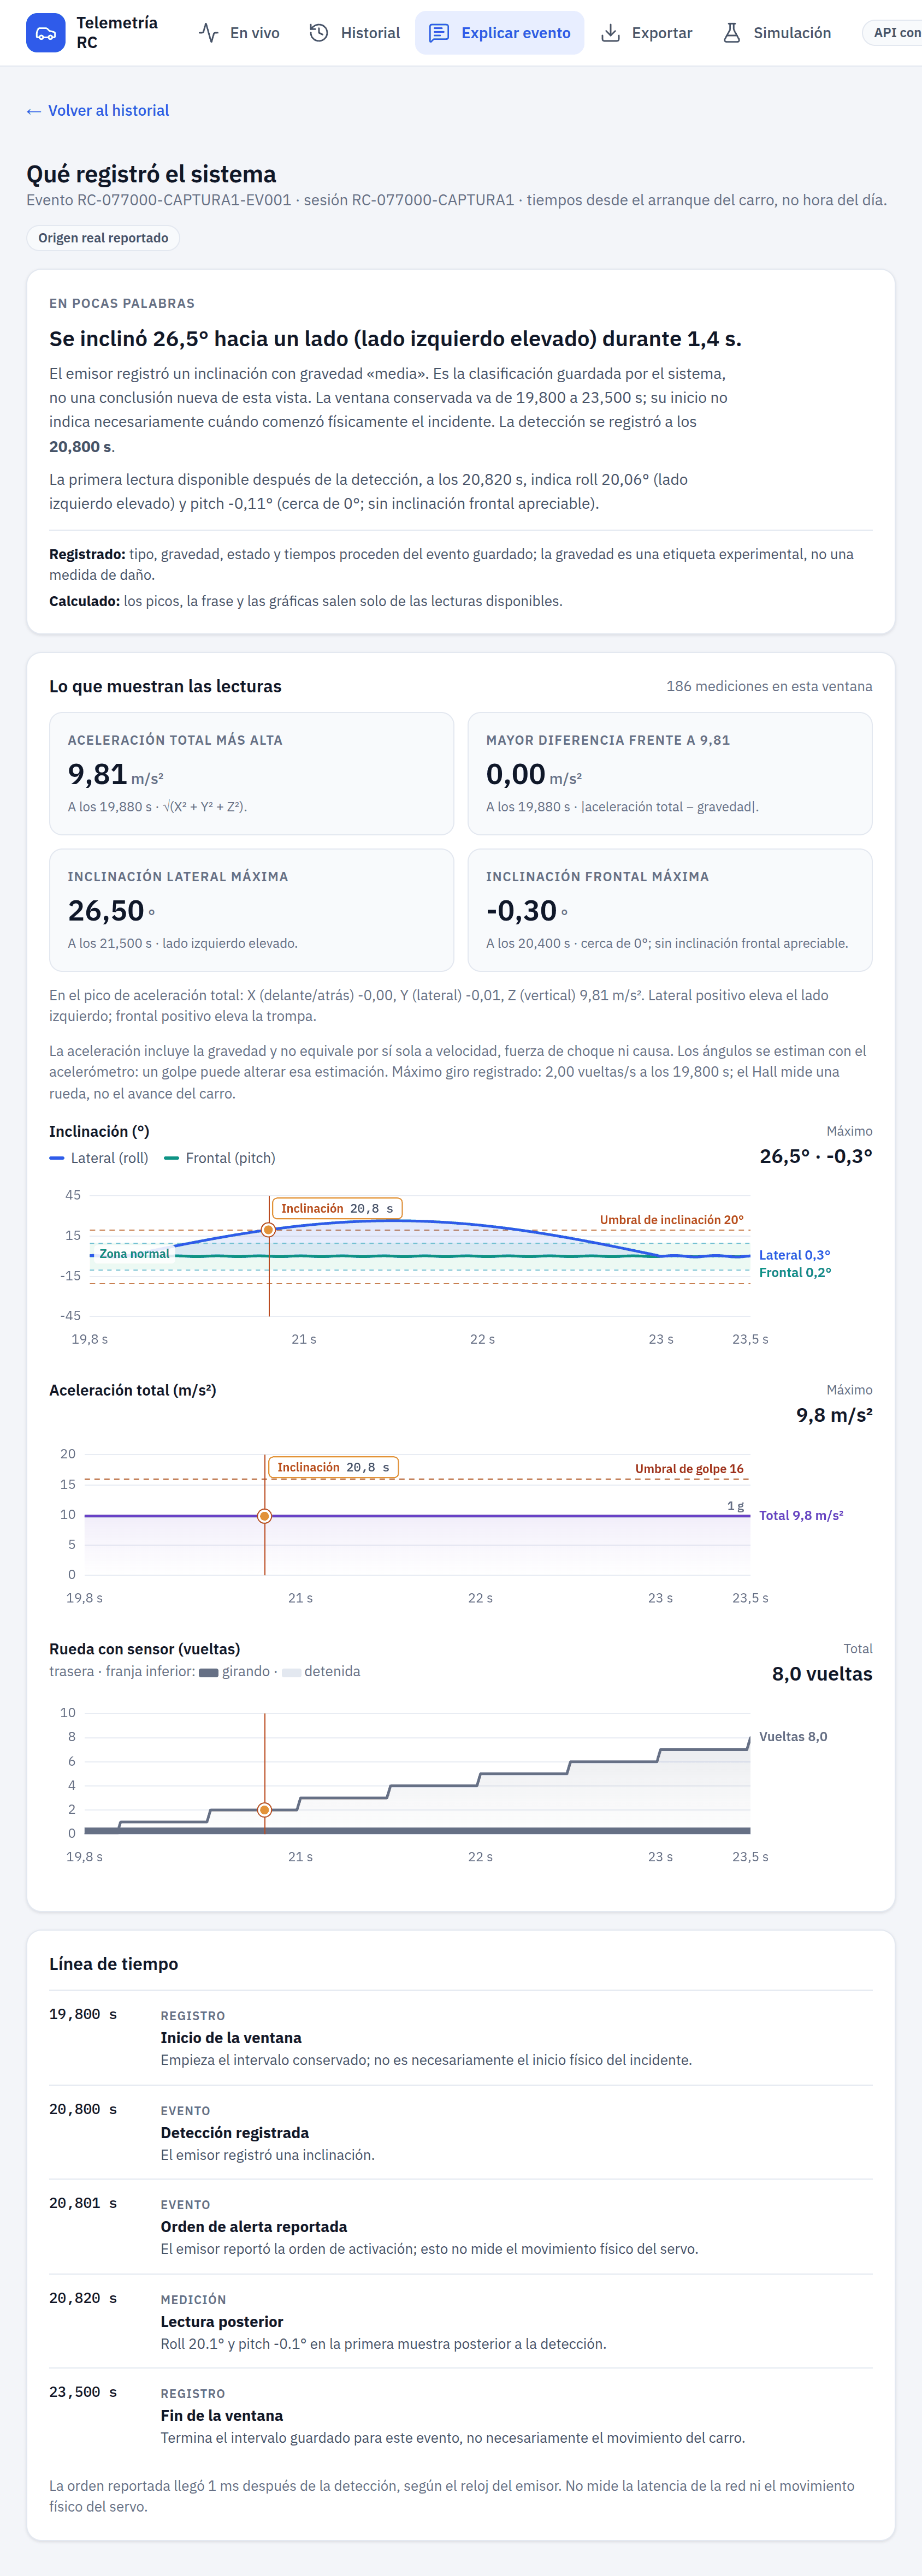 Telemetría
RC
En vivo
Historial
Explicar evento
Exportar
Simulación
API con
← Volver al historial
Qué registró el sistema
Evento RC-077000-CAPTURA1-EV001 · sesión RC-077000-CAPTURA1 · tiempos desde el arranque del carro, no hora del día.
Origen real reportado
EN POCAS PALABRAS
Se inclinó 26,5° hacia un lado (lado izquierdo elevado) durante 1,4 s.
El emisor registró un inclinación con gravedad «media». Es la clasificación guardada por el sistema,
no una conclusión nueva de esta vista. La ventana conservada va de 19,800 a 23,500 s; su inicio no
indica necesariamente cuándo comenzó físicamente el incidente. La detección se registró a los
20,800 s.
La primera lectura disponible después de la detección, a los 20,820 s, indica roll 20,06° (lado
izquierdo elevado) y pitch -0,11° (cerca de 0°; sin inclinación frontal apreciable).
Registrado: tipo, gravedad, estado y tiempos proceden del evento guardado; la gravedad es una etiqueta experimental, no una
medida de daño.
Calculado: los picos, la frase y las gráficas salen solo de las lecturas disponibles.
Lo que muestran las lecturas
186 mediciones en esta ventana
ACELERACIÓN TOTAL MÁS ALTA
9,81 m/s²
A los 19,880 s · √(X² + Y² + Z²).
MAYOR DIFERENCIA FRENTE A 9,81
0,00 m/s²
A los 19,880 s · |aceleración total − gravedad|.
INCLINACIÓN LATERAL MÁXIMA
26,50 °
A los 21,500 s · lado izquierdo elevado.
INCLINACIÓN FRONTAL MÁXIMA
-0,30 °
A los 20,400 s · cerca de 0°; sin inclinación frontal apreciable.
En el pico de aceleración total: X (delante/atrás) -0,00, Y (lateral) -0,01, Z (vertical) 9,81 m/s². Lateral positivo eleva el lado
izquierdo; frontal positivo eleva la trompa.
La aceleración incluye la gravedad y no equivale por sí sola a velocidad, fuerza de choque ni causa. Los ángulos se estiman con el
acelerómetro: un golpe puede alterar esa estimación. Máximo giro registrado: 2,00 vueltas/s a los 19,800 s; el Hall mide una
rueda, no el avance del carro.
Inclinación (°)
Máximo
Lateral (roll)
Frontal (pitch)
26,5° · -0,3°
45
Inclinación 20,8 s
Umbral de inclinación 20°
15
Zona normal
Lateral 0,3°
Frontal 0,2°
-15
-45
19,8 s
21 s
22 s
23 s
23,5 s
Aceleración total (m/s²)
Máximo
9,8 m/s²
20
Inclinación 20,8 s
Umbral de golpe 16
15
1 g
10
Total 9,8 m/s²
5
0
19,8 s
21 s
22 s
23 s
23,5 s
Rueda con sensor (vueltas)
Total
trasera · franja inferior: girando · detenida
8,0 vueltas
10
8
Vueltas 8,0
6
4
2
0
19,8 s
21 s
22 s
23 s
23,5 s
Línea de tiempo
19,800 s
REGISTRO
Inicio de la ventana
Empieza el intervalo conservado; no es necesariamente el inicio físico del incidente.
20,800 s
EVENTO
Detección registrada
El emisor registró una inclinación.
20,801 s
EVENTO
Orden de alerta reportada
El emisor reportó la orden de activación; esto no mide el movimiento físico del servo.
20,820 s
MEDICIÓN
Lectura posterior
Roll 20.1° y pitch -0.1° en la primera muestra posterior a la detección.
23,500 s
REGISTRO
Fin de la ventana
Termina el intervalo guardado para este evento, no necesariamente el movimiento del carro.
La orden reportada llegó 1 ms después de la detección, según el reloj del emisor. No mide la latencia de la red ni el movimiento
físico del servo.